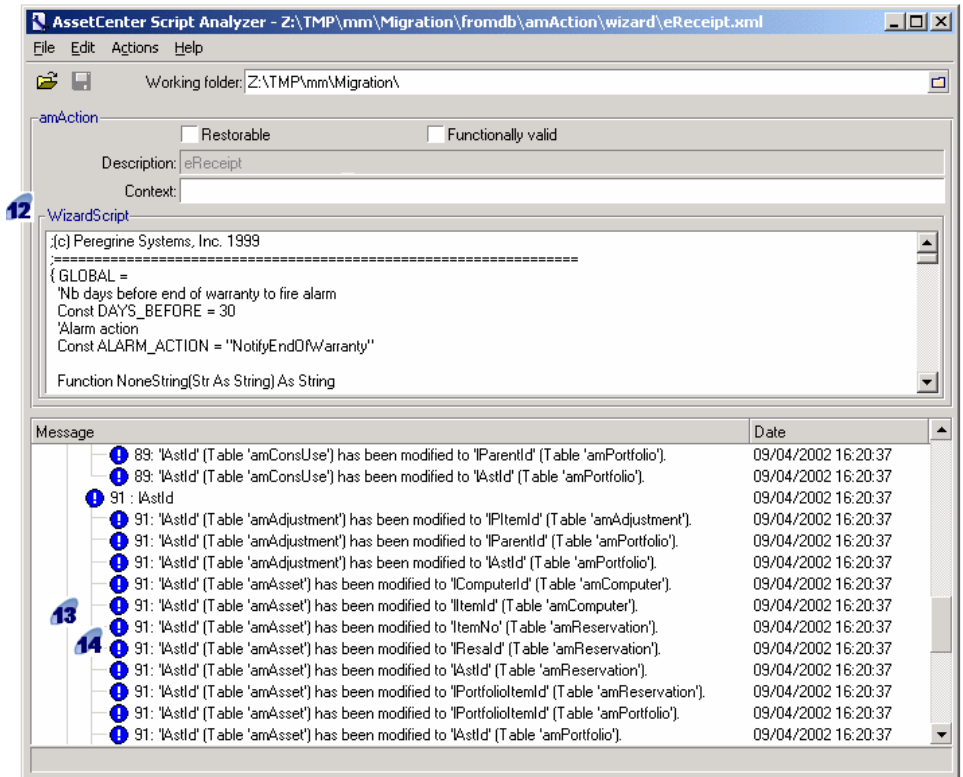 AssetCenter Script Analyzer - Z:\TMP\mm\Migration\fromdb\amAction\wizard\eReceipt.xml
File Edit Actions Help
Working folder: Z:\TMP\mm\Migration\
amAction
Restorable Functionally valid
Description: eReceipt
Context:
12
WizardScript
;(c) Peregrine Systems, Inc. 1999
;=================================================================
{ GLOBAL =
'Nb days before end of warranty to fire alarm
Const DAYS_BEFORE = 30
'Alarm action
Const ALARM_ACTION = "NotifyEndOfWarranty"
Function NoneString(Str As String) As String
Message Date
89: 'lAstId' (Table 'amConsUse') has been modified to 'lParentId' (Table 'amPortfolio'). 09/04/2002 16:20:37
89: 'lAstId' (Table 'amConsUse') has been modified to 'lAstId' (Table 'amPortfolio'). 09/04/2002 16:20:37
91 : lAstId 09/04/2002 16:20:37
91: 'lAstId' (Table 'amAdjustment') has been modified to 'lPItemId' (Table 'amAdjustment'). 09/04/2002 16:20:37
91: 'lAstId' (Table 'amAdjustment') has been modified to 'lParentId' (Table 'amPortfolio'). 09/04/2002 16:20:37
91: 'lAstId' (Table 'amAdjustment') has been modified to 'lAstId' (Table 'amPortfolio'). 09/04/2002 16:20:37
91: 'lAstId' (Table 'amAsset') has been modified to 'lComputerId' (Table 'amComputer'). 09/04/2002 16:20:37
13
91: 'lAstId' (Table 'amAsset') has been modified to 'lItemId' (Table 'amComputer'). 09/04/2002 16:20:37
91: 'lAstId' (Table 'amAsset') has been modified to 'ItemNo' (Table 'amReservation'). 09/04/2002 16:20:37
14
91: 'lAstId' (Table 'amAsset') has been modified to 'lResaId' (Table 'amReservation'). 09/04/2002 16:20:37
91: 'lAstId' (Table 'amAsset') has been modified to 'lAstId' (Table 'amReservation'). 09/04/2002 16:20:37
91: 'lAstId' (Table 'amAsset') has been modified to 'lPortfolioItemId' (Table 'amReservation'). 09/04/2002 16:20:37
91: 'lAstId' (Table 'amAsset') has been modified to 'lPortfolioItemId' (Table 'amPortfolio'). 09/04/2002 16:20:37
91: 'lAstId' (Table 'amAsset') has been modified to 'lAstId' (Table 'amPortfolio'). 09/04/2002 16:20:37